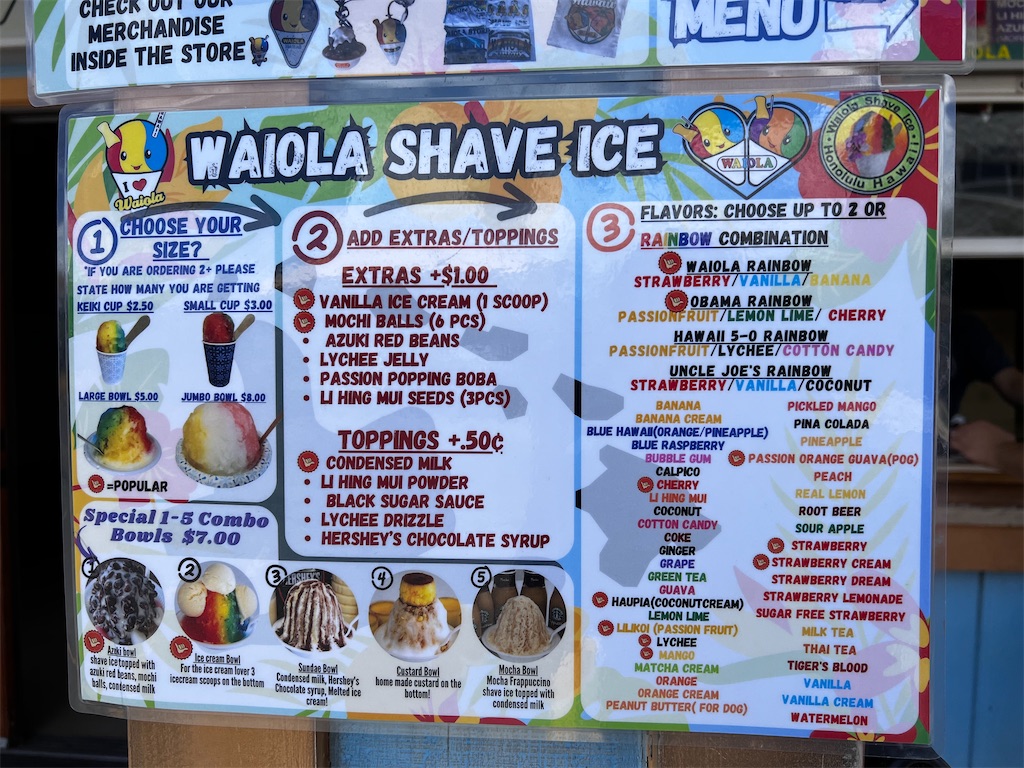 CHECK OUT OUR
MERCHANDISE
INSIDE THE STORE
MENU
I ♥
Waiola
WAIOLA SHAVE ICE
WAIOLA
Waiola Shave Ice
Honolulu Hawaii
1 CHOOSE YOUR
SIZE?
*IF YOU ARE ORDERING 2+ PLEASE
STATE HOW MANY YOU ARE GETTING
KEIKI CUP $2.50
SMALL CUP $3.00
LARGE BOWL $5.00
JUMBO BOWL $8.00
=POPULAR
Special 1-5 Combo
Bowls $7.00
2 ADD EXTRAS/TOPPINGS
EXTRAS +$1.00
VANILLA ICE CREAM (1 SCOOP)
MOCHI BALLS (6 PCS)
• AZUKI RED BEANS
• LYCHEE JELLY
• PASSION POPPING BOBA
• LI HING MUI SEEDS (3PCS)
TOPPINGS +.50¢
CONDENSED MILK
• LI HING MUI POWDER
• BLACK SUGAR SAUCE
• LYCHEE DRIZZLE
• HERSHEY'S CHOCOLATE SYRUP
1
Azuki bowl
shave ice topped with
azuki red beans, mochi
balls, condensed milk
2
Ice cream Bowl
For the ice cream lover 3
icecream scoops on the bottom
3
HERSHEY'S
Sundae Bowl
Condensed milk, Hershey's
Chocolate syrup, Melted ice
cream!
4
Custard Bowl
home made custard on the
bottom!
5
Mocha Bowl
Mocha Frappuccino
shave ice topped with
condensed milk
3 FLAVORS: CHOOSE UP TO 2 OR
RAINBOW COMBINATION
WAIOLA RAINBOW
STRAWBERRY/VANILLA/BANANA
OBAMA RAINBOW
PASSIONFRUIT/LEMON LIME/ CHERRY
HAWAII 5-0 RAINBOW
PASSIONFRUIT/LYCHEE/COTTON CANDY
UNCLE JOE'S RAINBOW
STRAWBERRY/VANILLA/COCONUT
BANANA
BANANA CREAM
BLUE HAWAII(ORANGE/PINEAPPLE)
BLUE RASPBERRY
BUBBLE GUM
CALPICO
CHERRY
LI HING MUI
COCONUT
COTTON CANDY
COKE
GINGER
GRAPE
GREEN TEA
GUAVA
HAUPIA(COCONUTCREAM)
LEMON LIME
LILIKOI (PASSION FRUIT)
LYCHEE
MANGO
MATCHA CREAM
ORANGE
ORANGE CREAM
PEANUT BUTTER( FOR DOG)
PICKLED MANGO
PINA COLADA
PINEAPPLE
PASSION ORANGE GUAVA(POG)
PEACH
REAL LEMON
ROOT BEER
SOUR APPLE
STRAWBERRY
STRAWBERRY CREAM
STRAWBERRY DREAM
STRAWBERRY LEMONADE
SUGAR FREE STRAWBERRY
MILK TEA
THAI TEA
TIGER'S BLOOD
VANILLA
VANILLA CREAM
WATERMELON